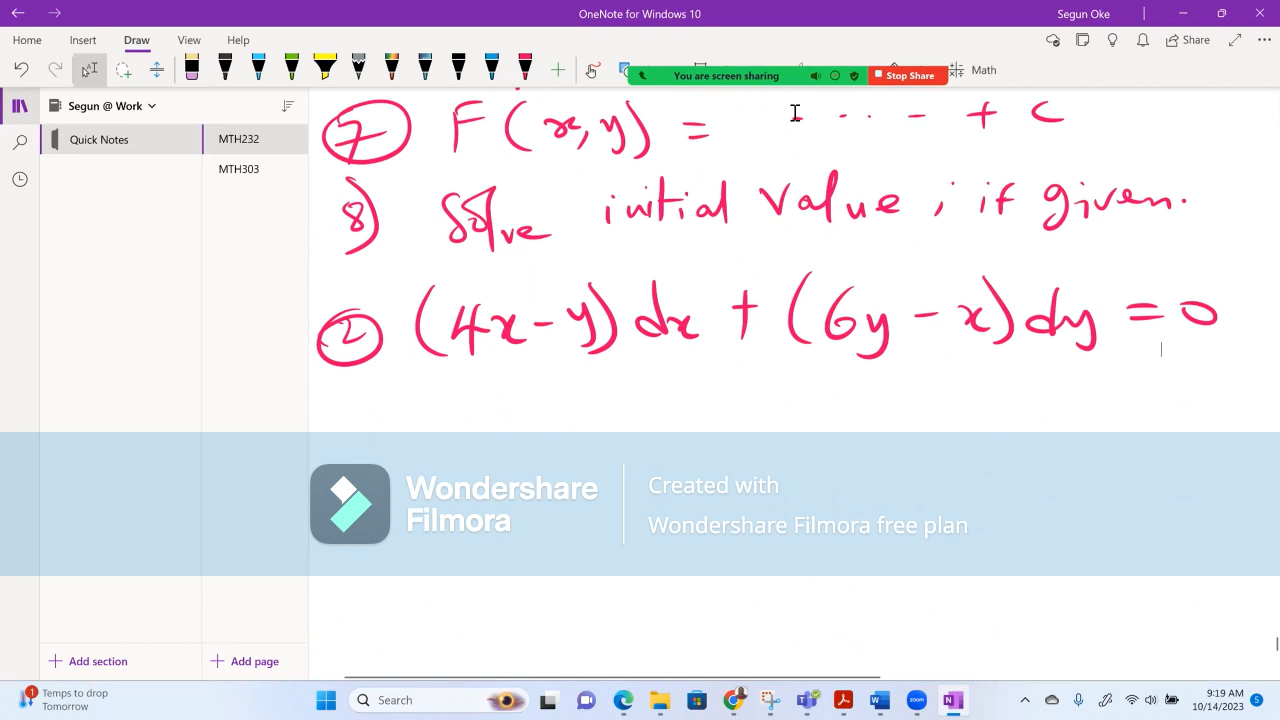 OneNote for Windows 10
Segun Oke
Home Insert Draw View Help
Share
You are screen sharing
Stop Share
Math
Segun @ Work
Quick Notes
MTH232
MTH303
⑦ F(x,y) = . . . - + C
8) Solve initial value ; if given.
② (4x-y)dx + (6y-x)dy = 0
Wondershare
Filmora
Created with
Wondershare Filmora free plan
Add section
Add page
1
Temps to drop
Tomorrow
Search
9:19 AM
10/14/2023
5